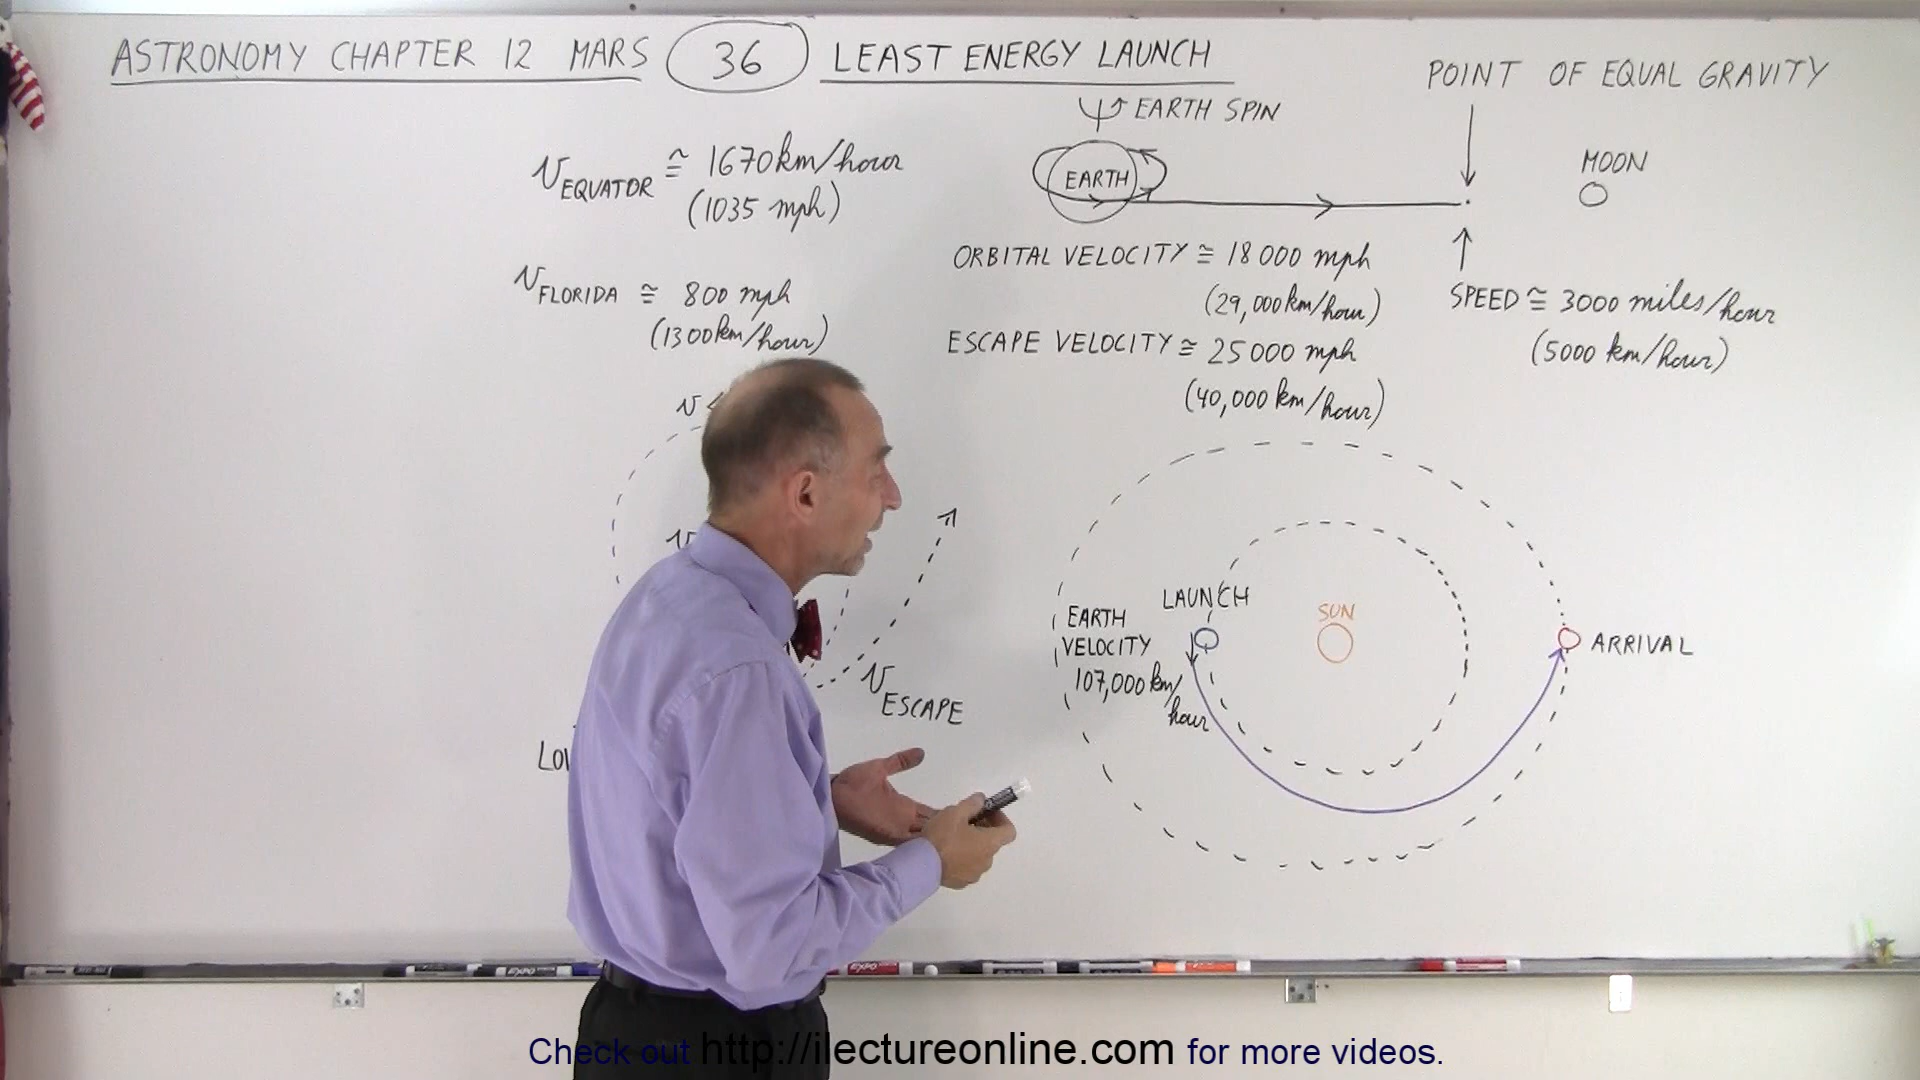 ASTRONOMY CHAPTER 12 MARS 36 LEAST ENERGY LAUNCH
POINT OF EQUAL GRAVITY
EARTH SPIN
EARTH
MOON
V EQUATOR ≅ 1670 km/hour
(1035 mph)
V FLORIDA ≅ 800 mph
(1300 km/hour)
ORBITAL VELOCITY ≅ 18 000 mph
(29,000 km/hour)
ESCAPE VELOCITY ≅ 25 000 mph
(40,000 km/hour)
SPEED ≅ 3000 miles/hour
(5000 km/hour)
V
V
V ESCAPE
LAUNCH
SUN
EARTH
VELOCITY
107,000 km/
hour
ARRIVAL
EXPO
EXPO
Check out http://ilectureonline.com for more videos.